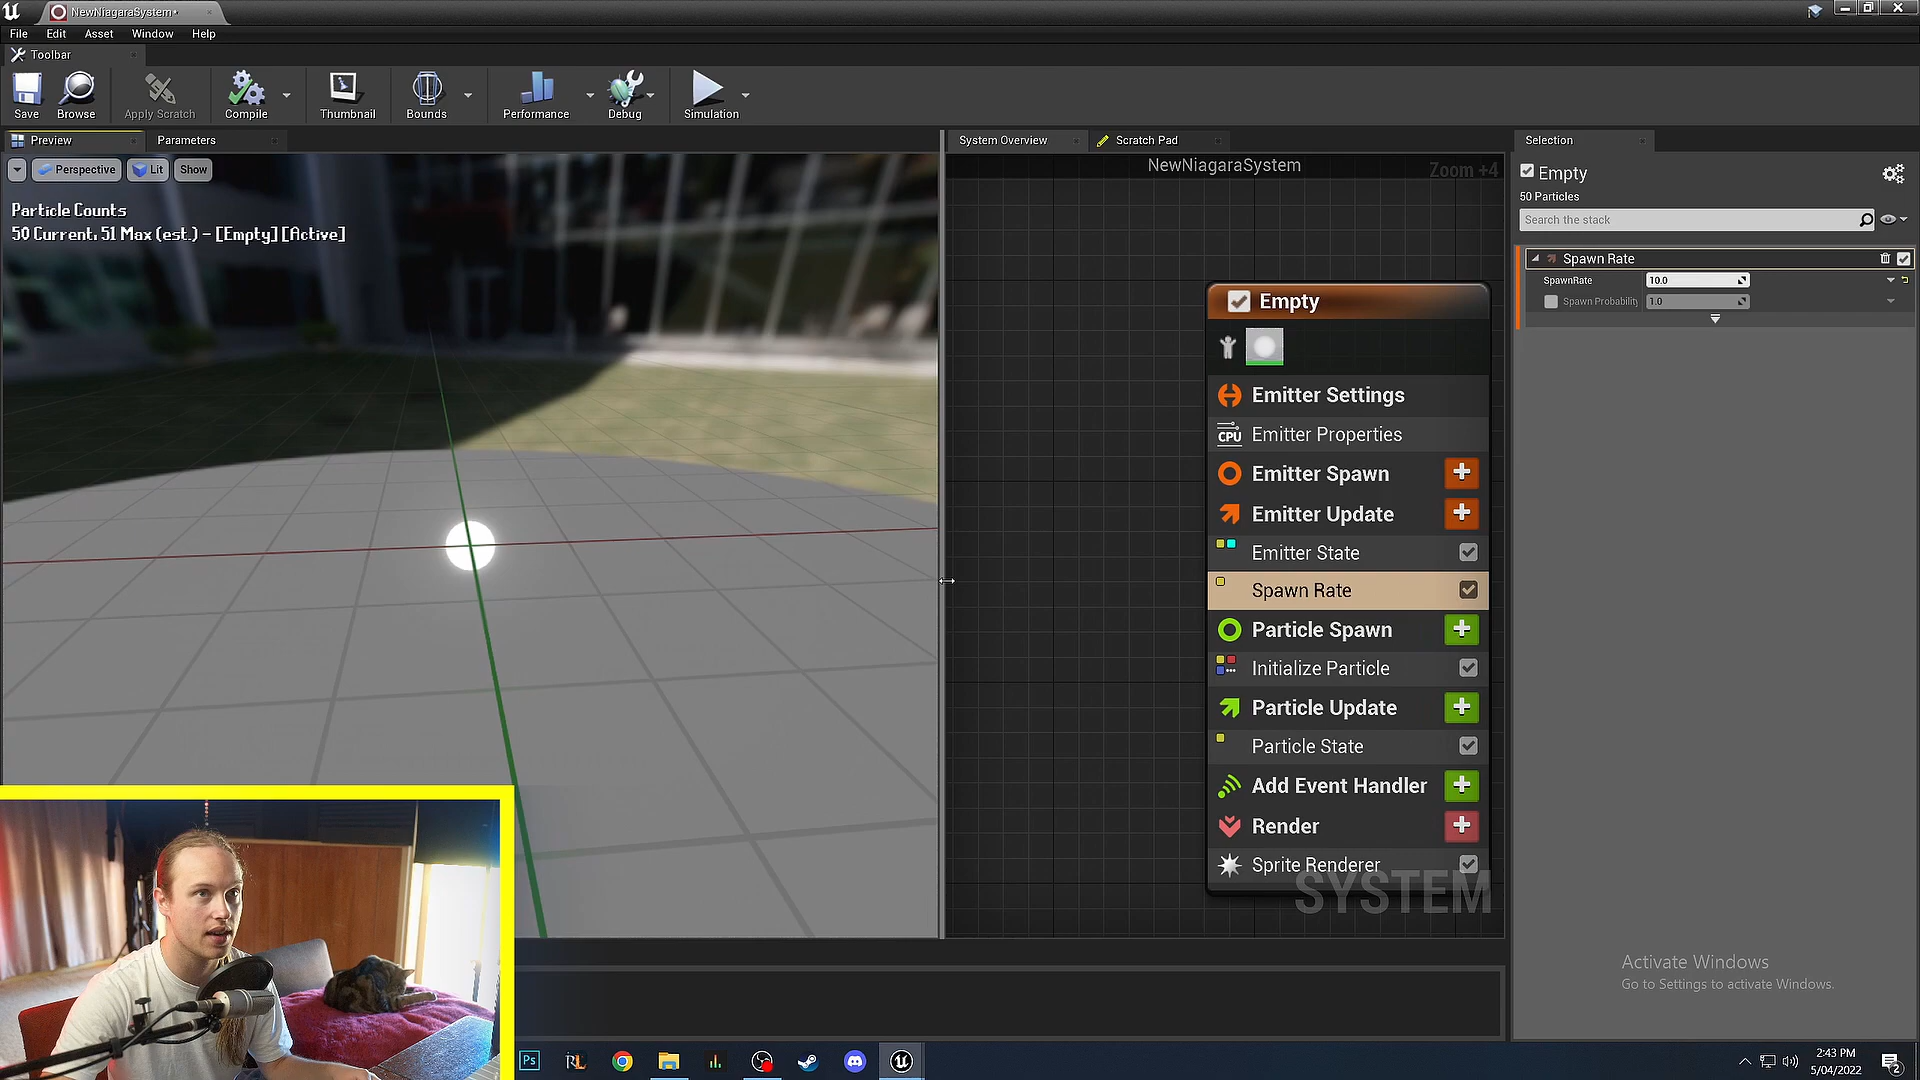 NewNiagaraSystem*
File Edit Asset Window Help
Toolbar
Save Browse Apply Scratch Compile Thumbnail Bounds Performance Debug Simulation
Preview Parameters
System Overview Scratch Pad
Selection
Perspective Lit Show
NewNiagaraSystem
Zoom +4
Empty
50 Particles
Search the stack
Particle Counts
50 Current, 51 Max (est.) - [Empty][Active]
Spawn Rate
SpawnRate 10.0
Spawn Probability 1.0
Empty
Emitter Settings
CPU Emitter Properties
Emitter Spawn
Emitter Update
Emitter State
Spawn Rate
Particle Spawn
Initialize Particle
Particle Update
Particle State
Add Event Handler
Render
Sprite Renderer
SYSTEM
Activate Windows
Go to Settings to activate Windows.
Ps
RL
2:43 PM
5/04/2022
2